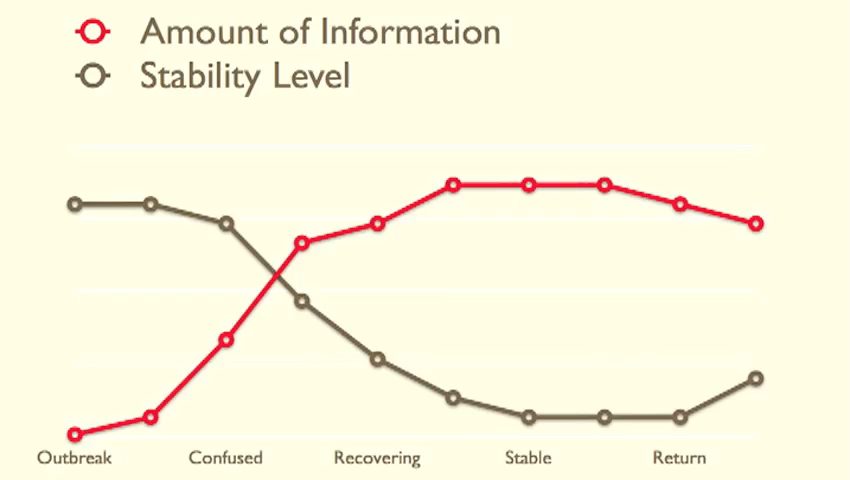 Amount of Information
Stability Level
Outbreak Confused Recovering Stable Return